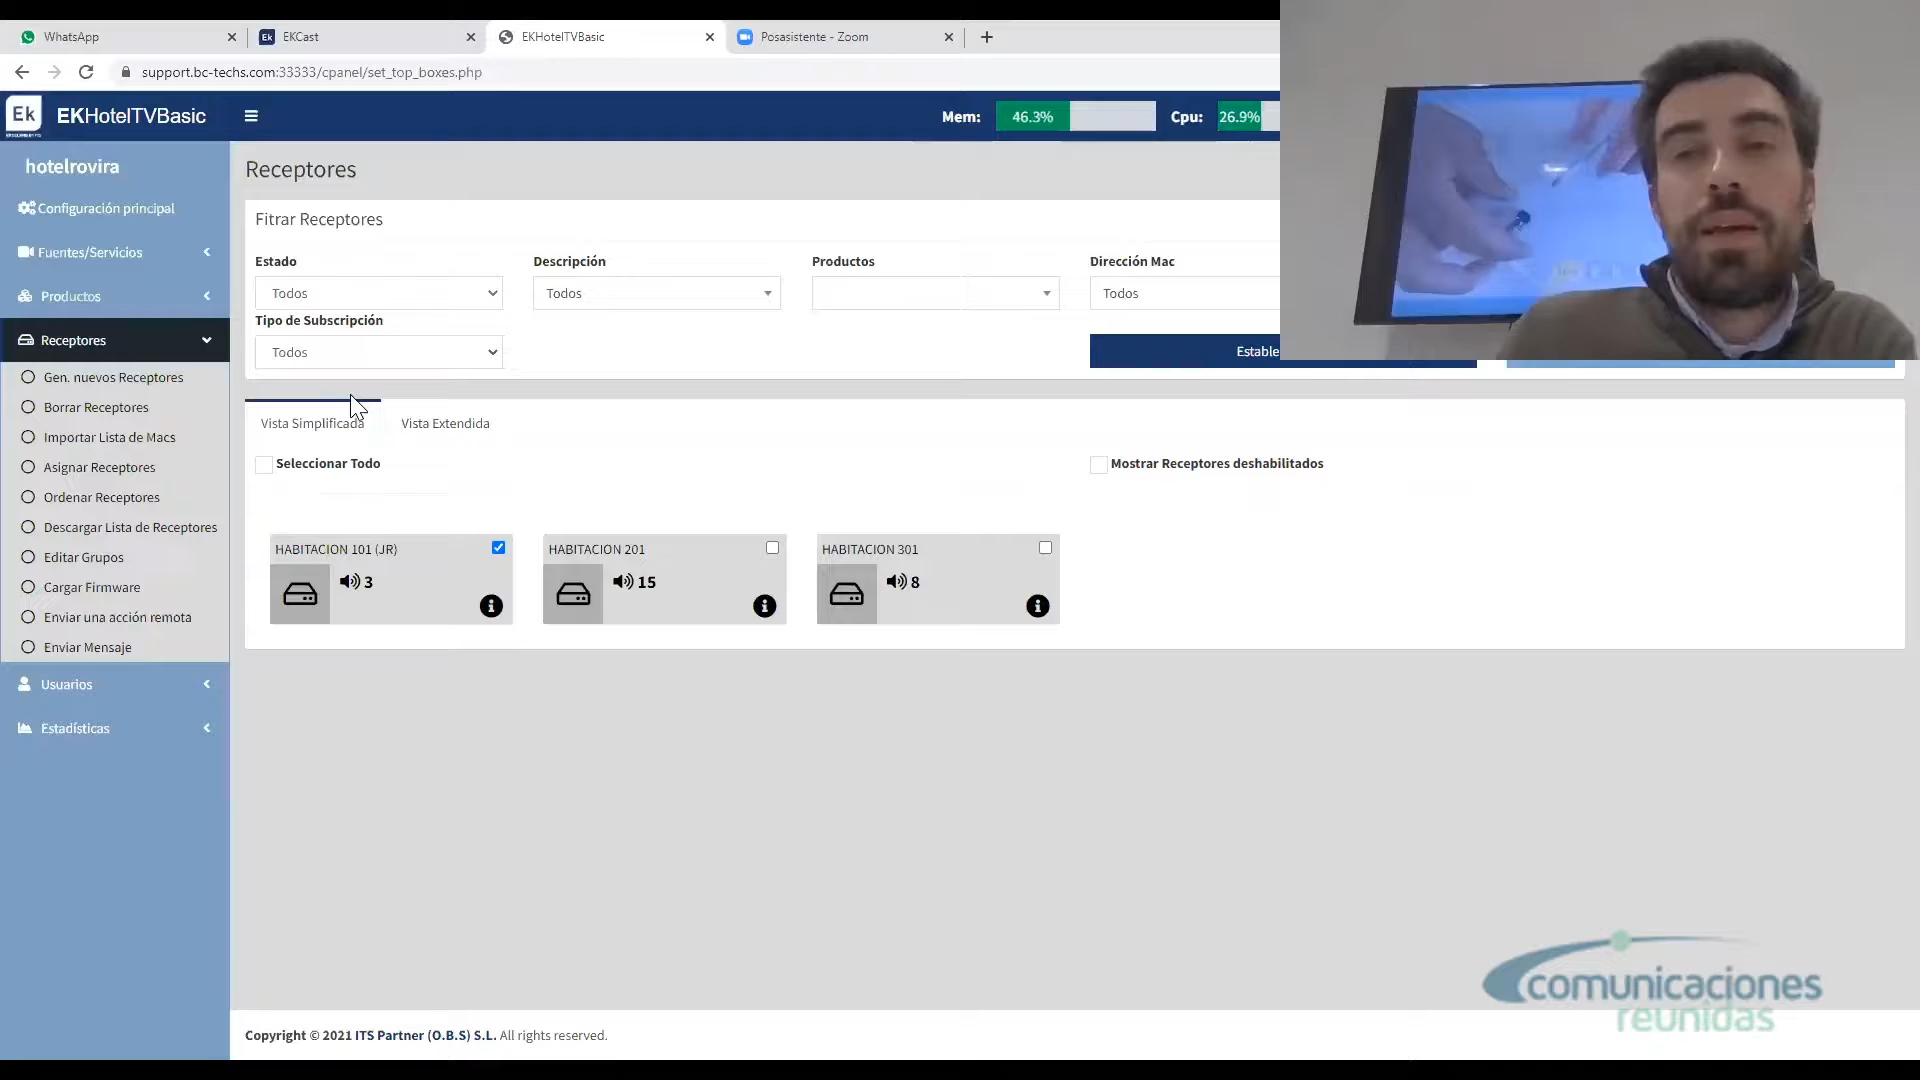 WhatsApp
EKCast
EKHotelTVBasic
Posasistente - Zoom
support.bc-techs.com:33333/cpanel/set_top_boxes.php
Ek
EKHotelTVBasic
Mem: 46.3% Cpu: 26.9%
hotelrovira
Configuración principal
Fuentes/Servicios
Productos
Receptores
Gen. nuevos Receptores
Borrar Receptores
Importar Lista de Macs
Asignar Receptores
Ordenar Receptores
Descargar Lista de Receptores
Editar Grupos
Cargar Firmware
Enviar una acción remota
Enviar Mensaje
Usuarios
Estadísticas
Receptores
Fitrar Receptores
Estado Descripción Productos Dirección Mac
Todos Todos Todos
Tipo de Subscripción
Todos
Estable
Vista Simplificada Vista Extendida
Seleccionar Todo Mostrar Receptores deshabilitados
HABITACION 101 (JR) HABITACION 201 HABITACION 301
3 15 8
comunicaciones
reunidas
Copyright © 2021 ITS Partner (O.B.S) S.L. All rights reserved.